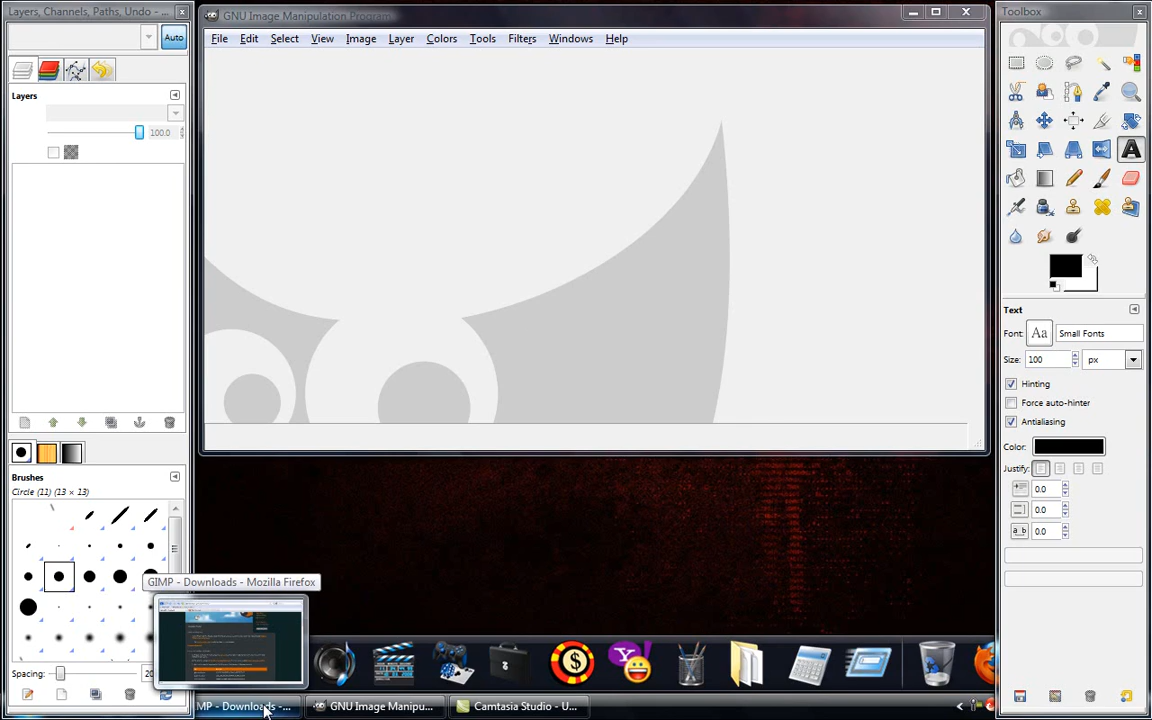 Layers, Channels, Paths, Undo - ...
Auto
Layers
100.0
Brushes
Circle (11) (13 × 13)
Spacing:
GNU Image Manipulation Program
File Edit Select View Image Layer Colors Tools Filters Windows Help
Toolbox
Text
Font: Aa Small Fonts
Size: 100 px
Hinting
Force auto-hinter
Antialiasing
Color:
Justify:
0.0
0.0
a b 0.0
GIMP - Downloads - Mozilla Firefox
MP - Downloads -...
GNU Image Manipu...
Camtasia Studio - U...